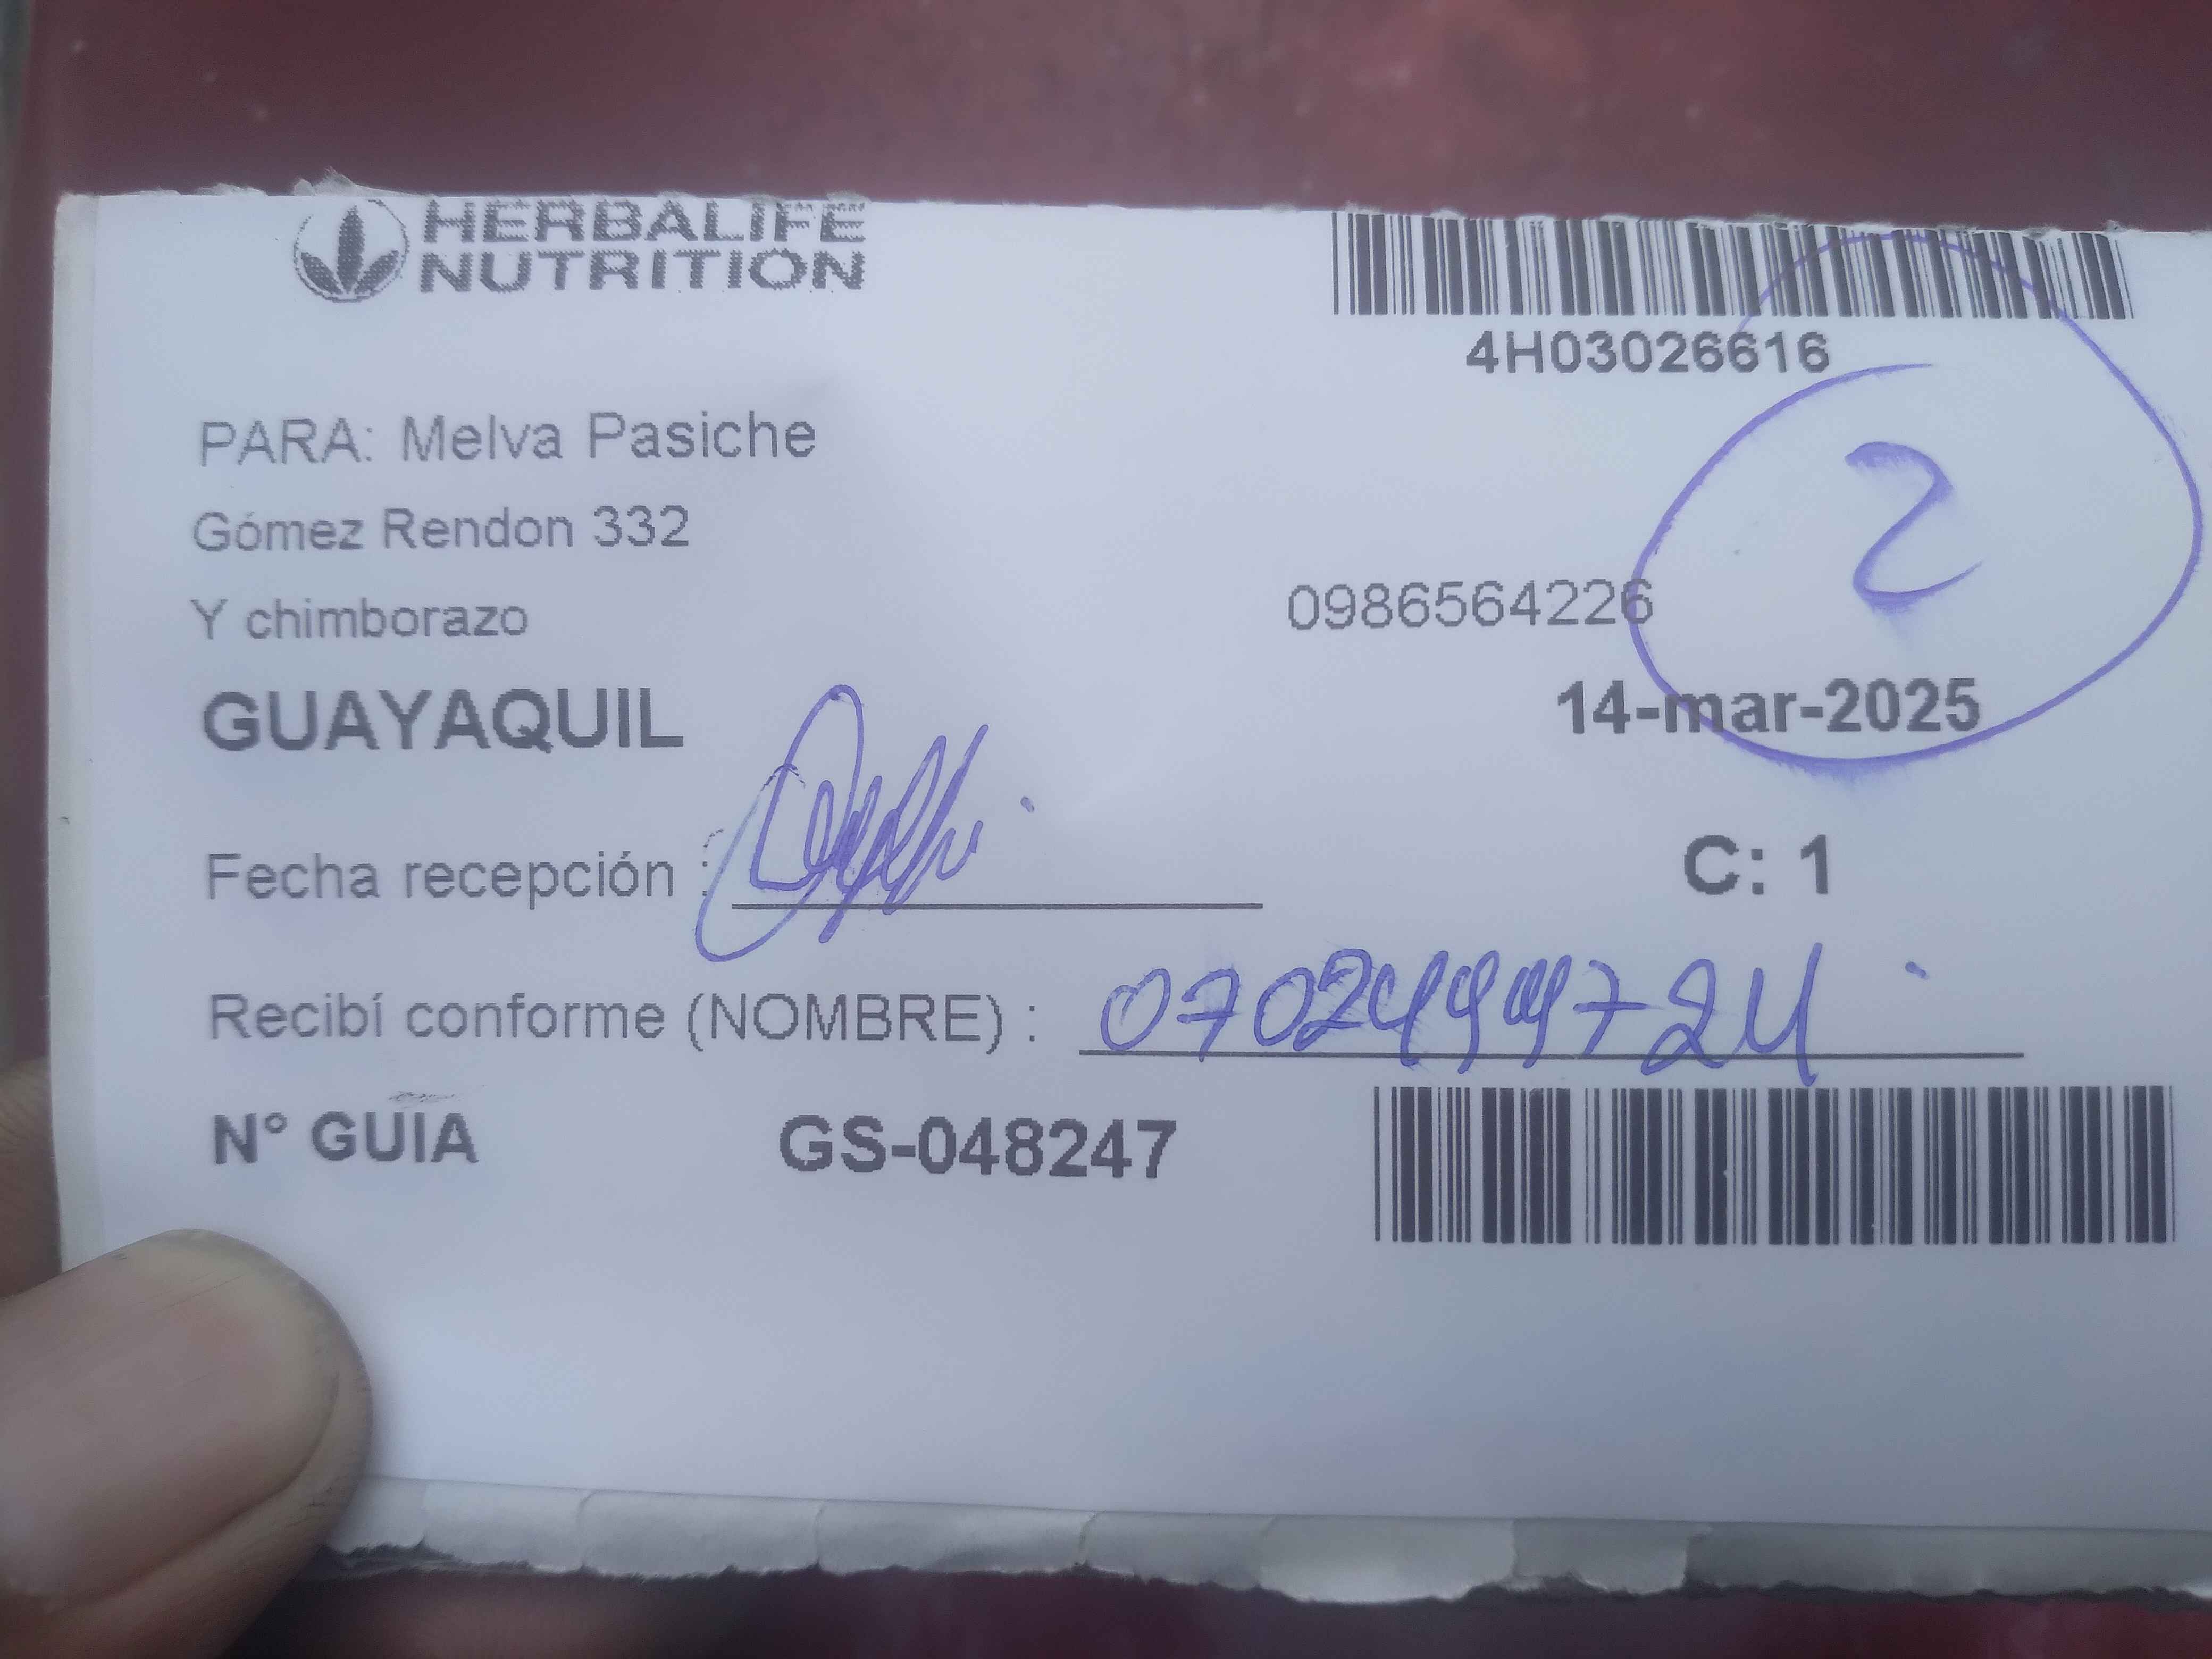 HERBALIFE
NUTRITION
4H03026616
PARA: Melva Pasiche
Gómez Rendon 332
Y chimborazo
0986564226
2
GUAYAQUIL
14-mar-2025
Fecha recepción :
C: 1
Recibí conforme (NOMBRE) :
N° GUIA
GS-048247